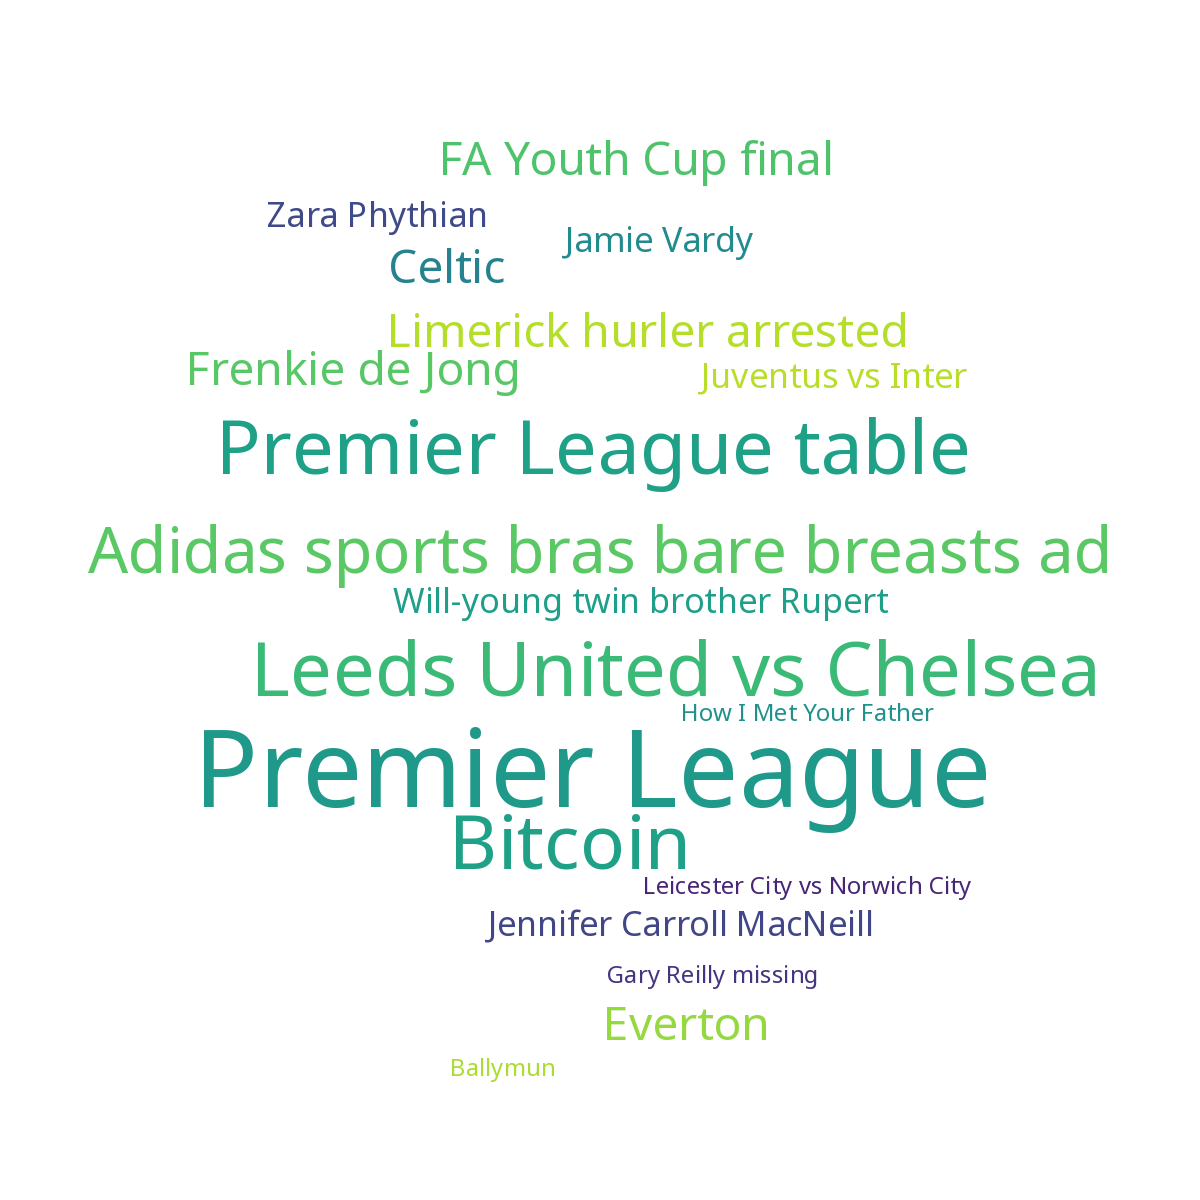 FA Youth Cup final
Zara Phythian
Jamie Vardy
Celtic
Limerick hurler arrested
Frenkie de Jong
Juventus vs Inter
Premier League table
Adidas sports bras bare breasts ad
Will-young twin brother Rupert
Leeds United vs Chelsea
How I Met Your Father
Premier League
Bitcoin
Leicester City vs Norwich City
Jennifer Carroll MacNeill
Gary Reilly missing
Everton
Ballymun